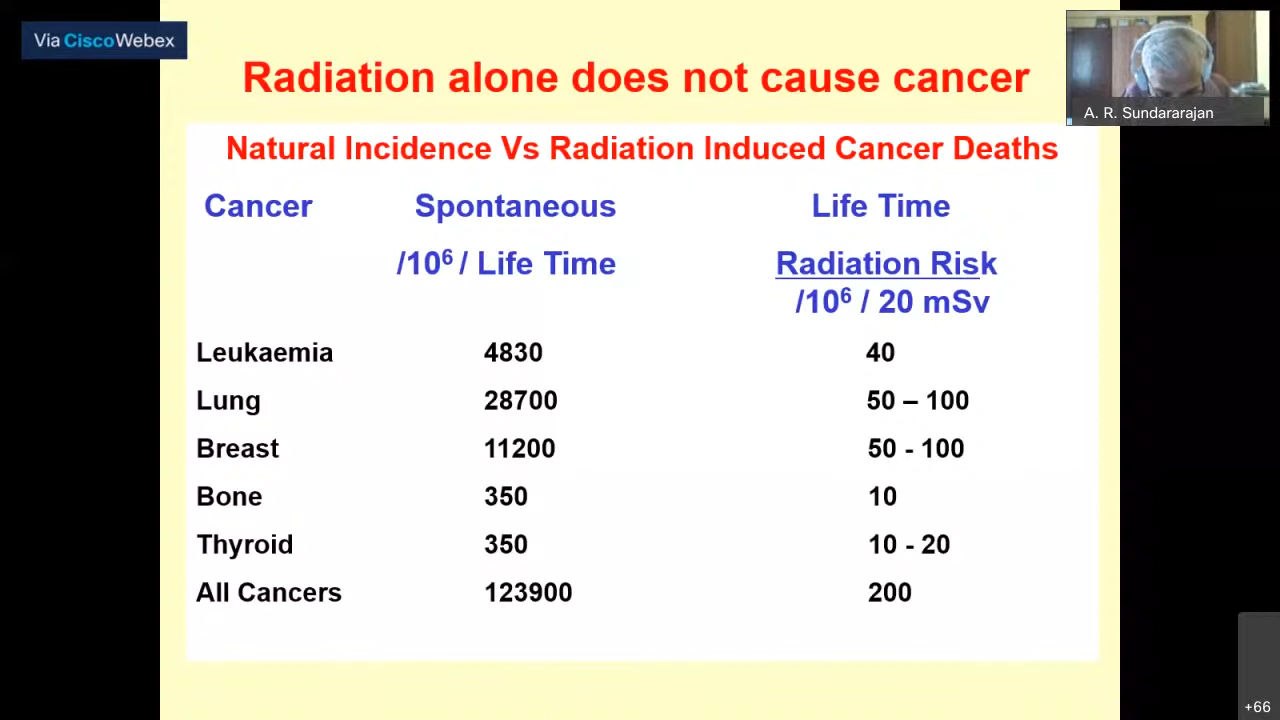 Via CiscoWebex
Radiation alone does not cause cancer
A. R. Sundararajan
Natural Incidence Vs Radiation Induced Cancer Deaths
Cancer Spontaneous Life Time
/10⁶ / Life Time Radiation Risk
/10⁶ / 20 mSv
Leukaemia 4830 40
Lung 28700 50 – 100
Breast 11200 50 - 100
Bone 350 10
Thyroid 350 10 - 20
All Cancers 123900 200
+66